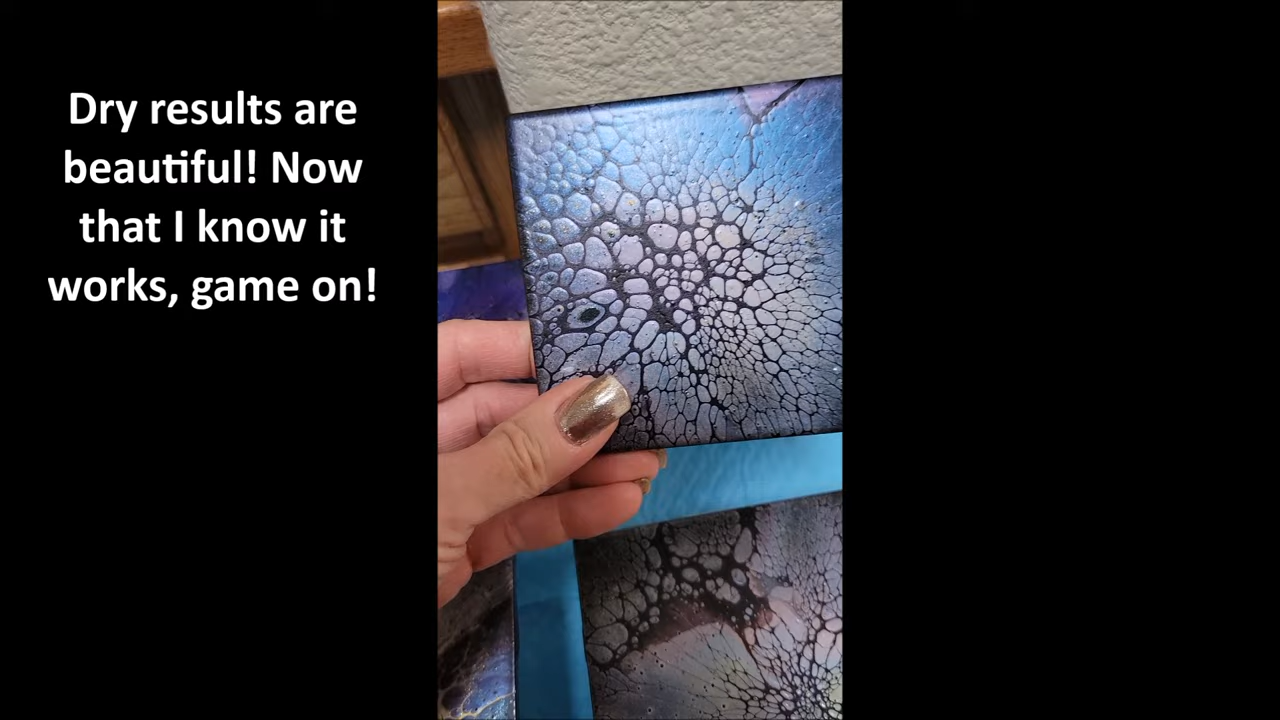 Dry results are
beautiful! Now
that I know it
works, game on!